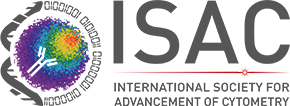 ISAC
INTERNATIONAL SOCIETY FOR
ADVANCEMENT OF CYTOMETRY